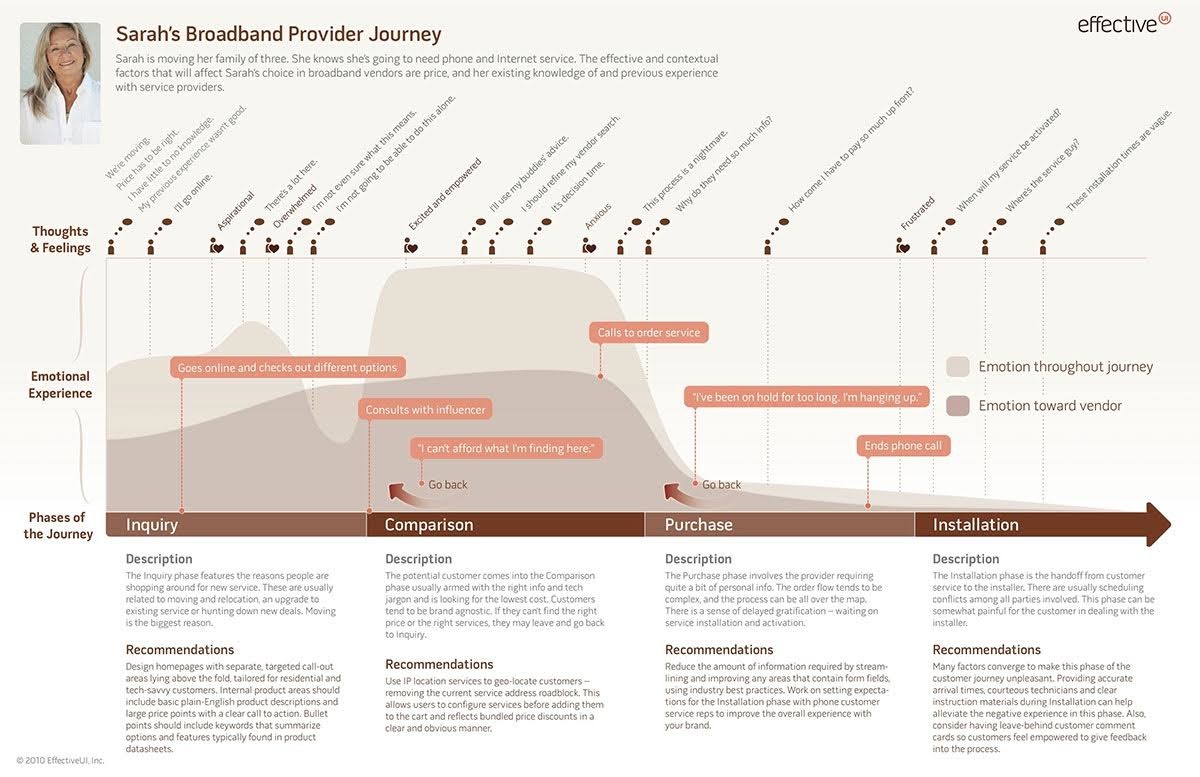 Sarah's Broadband Provider Journey
effective UI
Sarah is moving her family of three. She knows she's going to need phone and Internet service. The effective and contextual
factors that will affect Sarah's choice in broadband vendors are price, and her existing knowledge of and previous experience
with service providers.
We're moving.
Price has to be right.
I have little to no knowledge.
My previous experience wasn't good.
I'll go online.
Aspirational
There's a lot here.
Overwhelmed
I'm not even sure what this means.
I'm not going to be able to do this alone.
Excited and empowered
I'll use my buddies' advice.
I should refine my vendor search.
It's decision time.
Anxious
This process is a nightmare.
Why do they need so much info?
How come I have to pay so much up front?
Frustrated
When will my service be activated?
Where's the service guy?
These installation times are vague.
Thoughts
& Feelings
Emotional
Experience
Calls to order service
Goes online and checks out different options
Emotion throughout journey
Consults with influencer
"I've been on hold for too long. I'm hanging up."
Emotion toward vendor
"I can't afford what I'm finding here."
Ends phone call
Go back
Go back
Phases of
the Journey
Inquiry
Comparison
Purchase
Installation
Description
The Inquiry phase features the reasons people are
shopping around for new service. These are usually
related to moving and relocation, an upgrade to
existing service or hunting down new deals. Moving
is the biggest reason.
Recommendations
Design homepages with separate, targeted call-out
areas lying above the fold, tailored for residential and
tech-savvy customers. Internal product areas should
include basic plain-English product descriptions and
large price points with a clear call to action. Bullet
points should include keywords that summarize
options and features typically found in product
datasheets.
Description
The potential customer comes into the Comparison
phase usually armed with the right info and tech
jargon and is looking for the lowest cost. Customers
tend to be brand agnostic. If they can't find the right
price or the right services, they may leave and go back
to Inquiry.
Recommendations
Use IP location services to geo-locate customers –
removing the current service address roadblock. This
allows users to configure services before adding them
to the cart and reflects bundled price discounts in a
clear and obvious manner.
Description
The Purchase phase involves the provider requiring
quite a bit of personal info. The order flow tends to be
complex, and the process can be all over the map.
There is a sense of delayed gratification – waiting on
service installation and activation.
Recommendations
Reduce the amount of information required by stream-
lining and improving any areas that contain form fields,
using industry best practices. Work on setting expecta-
tions for the Installation phase with phone customer
service reps to improve the overall experience with
your brand.
Description
The Installation phase is the handoff from customer
service to the installer. There are usually scheduling
conflicts among all parties involved. This phase can be
somewhat painful for the customer in dealing with the
installer.
Recommendations
Many factors converge to make this phase of the
customer journey unpleasant. Providing accurate
arrival times, courteous technicians and clear
instruction materials during Installation can help
alleviate the negative experience in this phase. Also,
consider having leave-behind customer comment
cards so customers feel empowered to give feedback
into the process.
© 2010 EffectiveUI, Inc.